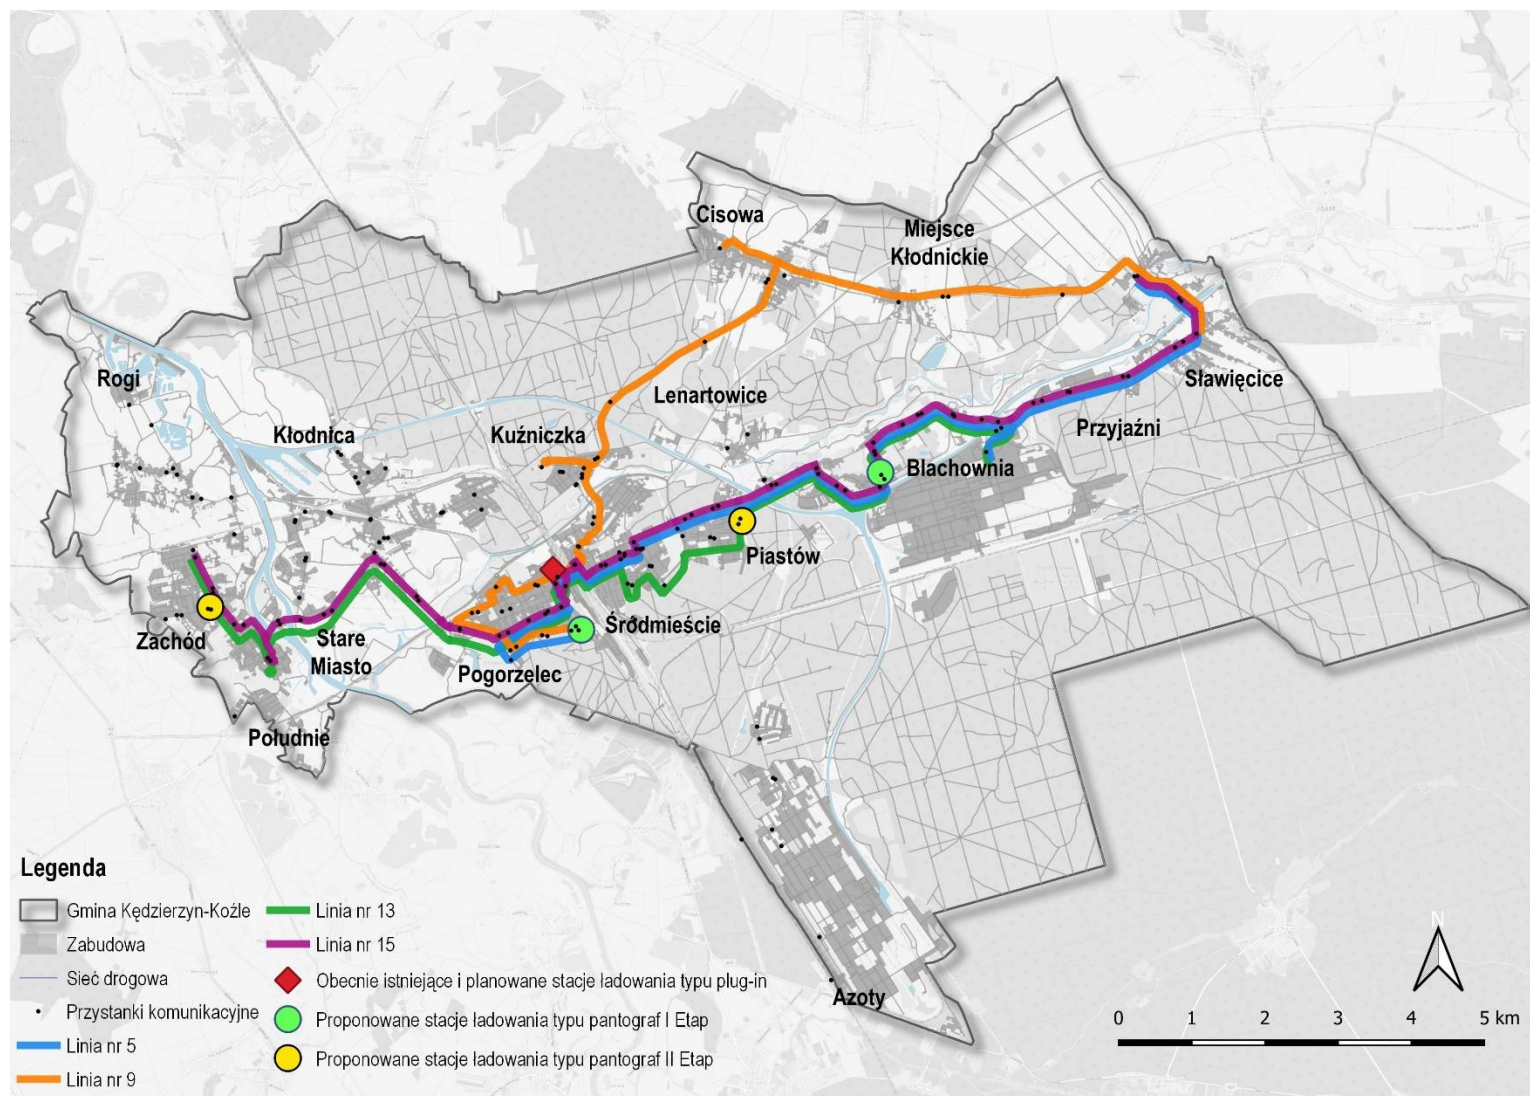 Cisowa
Miejsce
Kłodnickie
Rogi
Sławięcice
Lenartowice
Kłodnica
Kuźniczka
Przyjaźni
Blachownia
Piastów
Śródmieście
Zachód
Stare
Miasto
Pogorzelec
Południe
Azoty
Legenda
Gmina Kędzierzyn-Koźle
Zabudowa
Sieć drogowa
Przystanki komunikacyjne
Linia nr 5
Linia nr 9
Linia nr 13
Linia nr 15
Obecnie istniejące i planowane stacje ładowania typu plug-in
Proponowane stacje ładowania typu pantograf I Etap
Proponowane stacje ładowania typu pantograf II Etap
N
0 1 2 3 4 5 km